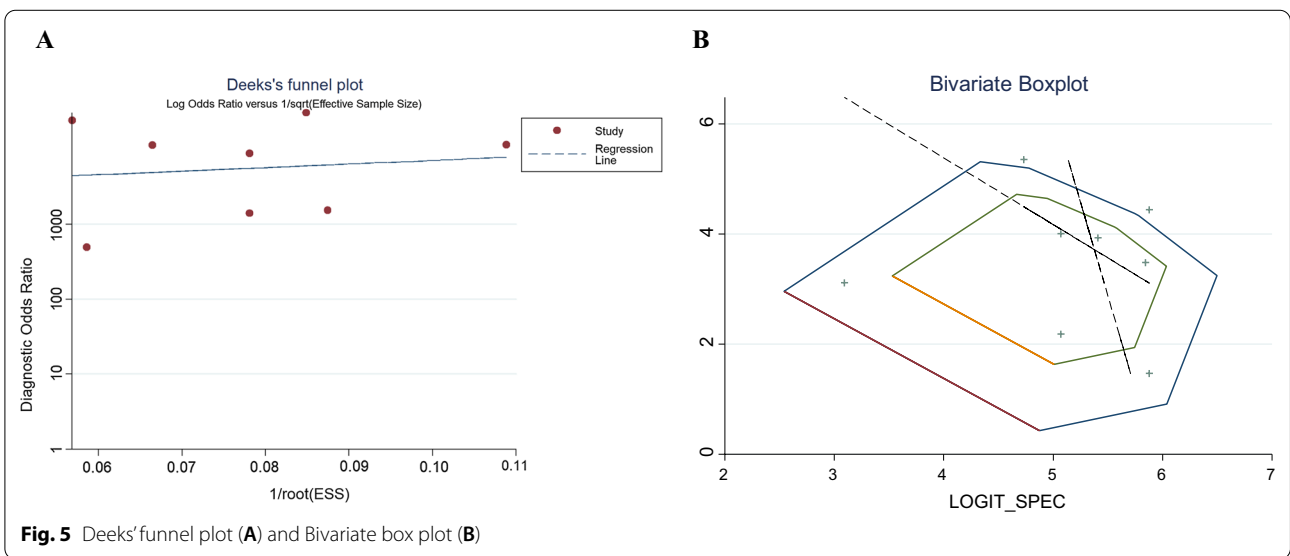 A
Deeks's funnel plot
Log Odds Ratio versus 1/sqrt(Effective Sample Size)
Study
Regression
Line
Diagnostic Odds Ratio
1000
100
10
1
0.06 0.07 0.08 0.09 0.10 0.11
1/root(ESS)
B
Bivariate Boxplot
6
4
2
0
2 3 4 5 6 7
LOGIT_SPEC
Fig. 5 Deeks' funnel plot (A) and Bivariate box plot (B)